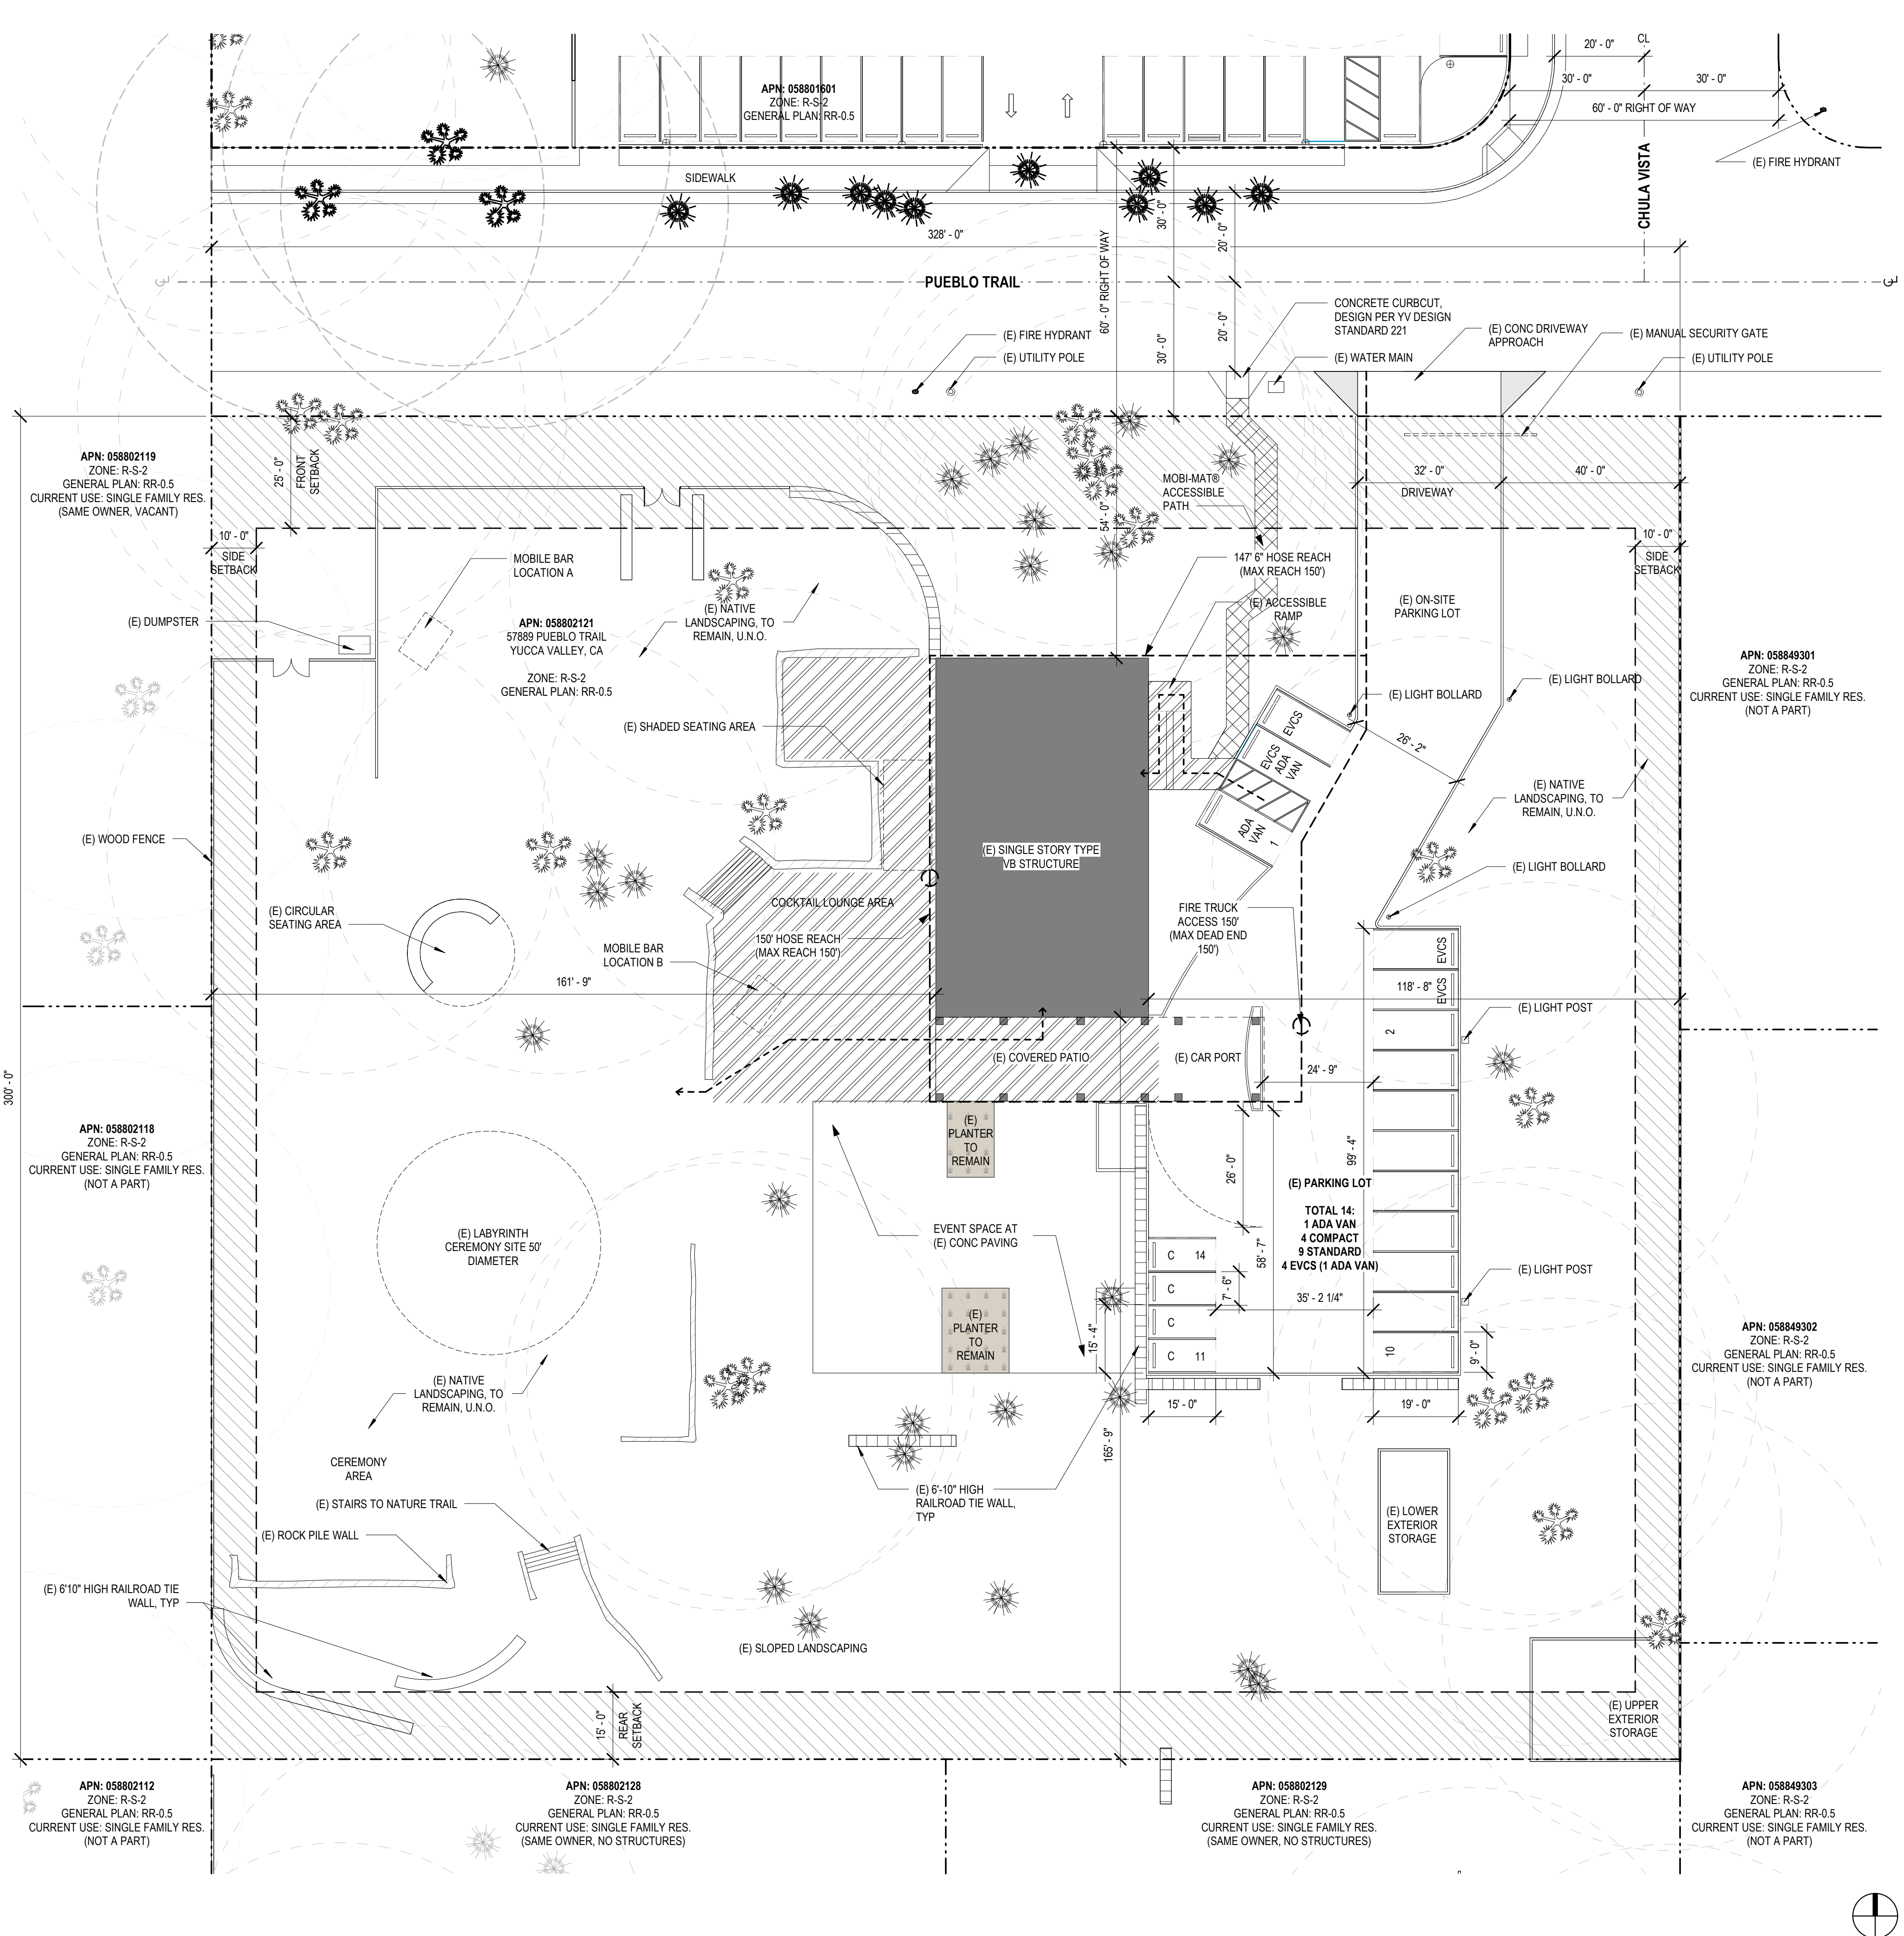 20' - 0"
CL
30' - 0"
30' - 0"
60' - 0" RIGHT OF WAY
(E) FIRE HYDRANT
CHULA VISTA
APN: 058801601
ZONE: R-S-2
GENERAL PLAN: RR-0.5
SIDEWALK
328' - 0"
30' - 0"
20' - 0"
60' - 0" RIGHT OF WAY
PUEBLO TRAIL
CL
CL
20' - 0"
30' - 0"
CONCRETE CURBCUT,
DESIGN PER YV DESIGN
STANDARD 221
(E) FIRE HYDRANT
(E) UTILITY POLE
(E) WATER MAIN
(E) CONC DRIVEWAY
APPROACH
(E) MANUAL SECURITY GATE
(E) UTILITY POLE
APN: 058802119
ZONE: R-S-2
GENERAL PLAN: RR-0.5
CURRENT USE: SINGLE FAMILY RES.
(SAME OWNER, VACANT)
25' - 0"
FRONT
SETBACK
10' - 0"
SIDE
SETBACK
MOBI-MAT®
ACCESSIBLE
PATH
54' - 0"
32' - 0"
DRIVEWAY
40' - 0"
10' - 0"
SIDE
SETBACK
MOBILE BAR
LOCATION A
147' 6" HOSE REACH
(MAX REACH 150')
(E) ACCESSIBLE
RAMP
(E) ON-SITE
PARKING LOT
(E) DUMPSTER
APN: 058802121
57889 PUEBLO TRAIL
YUCCA VALLEY, CA
ZONE: R-S-2
GENERAL PLAN: RR-0.5
(E) NATIVE
LANDSCAPING, TO
REMAIN, U.N.O.
APN: 058849301
ZONE: R-S-2
GENERAL PLAN: RR-0.5
CURRENT USE: SINGLE FAMILY RES.
(NOT A PART)
(E) LIGHT BOLLARD
(E) LIGHT BOLLARD
(E) SHADED SEATING AREA
EVCS
EVCS
ADA
VAN
ADA
VAN
1
26' - 2"
(E) NATIVE
LANDSCAPING, TO
REMAIN, U.N.O.
(E) WOOD FENCE
(E) SINGLE STORY TYPE
VB STRUCTURE
(E) LIGHT BOLLARD
COCKTAIL LOUNGE AREA
(E) CIRCULAR
SEATING AREA
MOBILE BAR
LOCATION B
150' HOSE REACH
(MAX REACH 150')
FIRE TRUCK
ACCESS 150'
(MAX DEAD END
150')
161' - 9"
118' - 8"
EVCS
EVCS
2
(E) LIGHT POST
(E) COVERED PATIO
(E) CAR PORT
24' - 9"
300' - 0"
APN: 058802118
ZONE: R-S-2
GENERAL PLAN: RR-0.5
CURRENT USE: SINGLE FAMILY RES.
(NOT A PART)
(E)
PLANTER
TO
REMAIN
26' - 0"
99' - 4"
(E) PARKING LOT
TOTAL 14:
1 ADA VAN
4 COMPACT
9 STANDARD
4 EVCS (1 ADA VAN)
(E) LABYRINTH
CEREMONY SITE 50'
DIAMETER
EVENT SPACE AT
(E) CONC PAVING
C 14
C
C
C 11
58' - 7"
7' - 6"
35' - 2 1/4"
(E) LIGHT POST
(E)
PLANTER
TO
REMAIN
15' - 4"
10
9' - 0"
APN: 058849302
ZONE: R-S-2
GENERAL PLAN: RR-0.5
CURRENT USE: SINGLE FAMILY RES.
(NOT A PART)
(E) NATIVE
LANDSCAPING, TO
REMAIN, U.N.O.
15' - 0"
19' - 0"
165' - 9"
CEREMONY
AREA
(E) 6'-10" HIGH
RAILROAD TIE WALL,
TYP
(E) STAIRS TO NATURE TRAIL
(E) ROCK PILE WALL
(E) LOWER
EXTERIOR
STORAGE
(E) 6'10" HIGH RAILROAD TIE
WALL, TYP
(E) SLOPED LANDSCAPING
15' - 0"
REAR
SETBACK
(E) UPPER
EXTERIOR
STORAGE
APN: 058802112
ZONE: R-S-2
GENERAL PLAN: RR-0.5
CURRENT USE: SINGLE FAMILY RES.
(NOT A PART)
APN: 058802128
ZONE: R-S-2
GENERAL PLAN: RR-0.5
CURRENT USE: SINGLE FAMILY RES.
(SAME OWNER, NO STRUCTURES)
APN: 058802129
ZONE: R-S-2
GENERAL PLAN: RR-0.5
CURRENT USE: SINGLE FAMILY RES.
(SAME OWNER, NO STRUCTURES)
APN: 058849303
ZONE: R-S-2
GENERAL PLAN: RR-0.5
CURRENT USE: SINGLE FAMILY RES.
(NOT A PART)